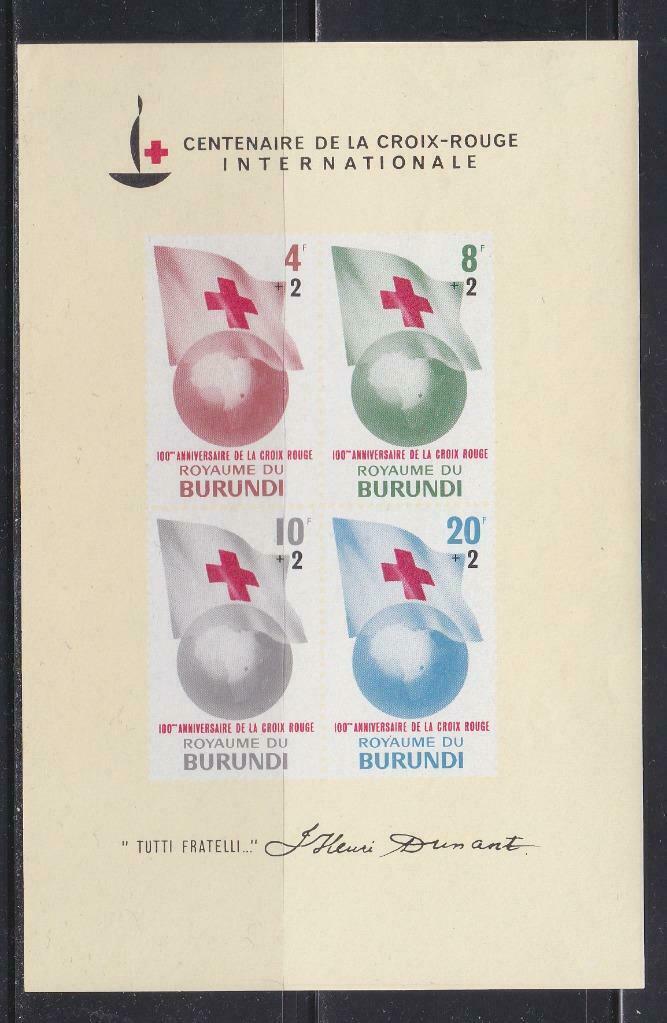 CENTENAIRE DE LA CROIX-ROUGE
INTERNATIONALE
4F
+ 2
100me ANNIVERSAIRE DE LA CROIX ROUGE
ROYAUME DU
BURUNDI
8F
+ 2
100me ANNIVERSAIRE DE LA CROIX ROUGE
ROYAUME DU
BURUNDI
10F
+ 2
100me ANNIVERSAIRE DE LA CROIX ROUGE
ROYAUME DU
BURUNDI
20F
+ 2
100me ANNIVERSAIRE DE LA CROIX ROUGE
ROYAUME DU
BURUNDI
" TUTTI FRATELLI..." J Henri Dunant